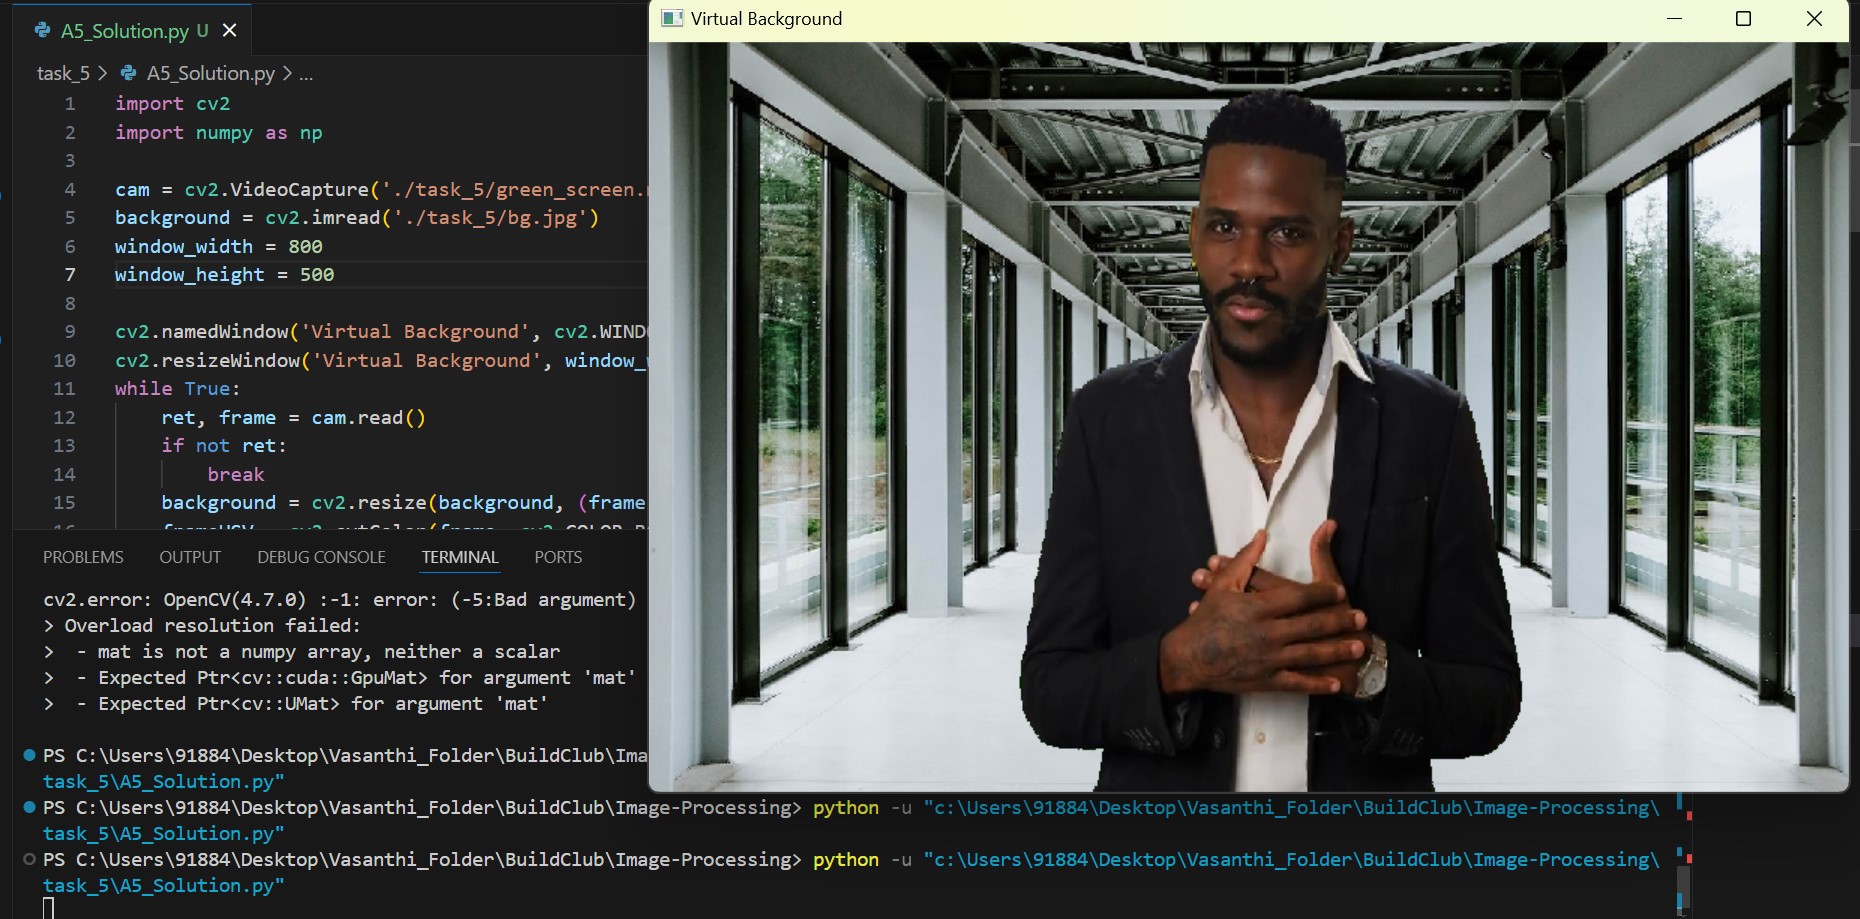 A5_Solution.py U
Virtual Background
task_5 > A5_Solution.py > ...
1 import cv2
2 import numpy as np
3
4 cam = cv2.VideoCapture('./task_5/green_screen.
5 background = cv2.imread('./task_5/bg.jpg')
6 window_width = 800
7 window_height = 500
8
9 cv2.namedWindow('Virtual Background', cv2.WIND
10 cv2.resizeWindow('Virtual Background', window_
11 while True:
12 ret, frame = cam.read()
13 if not ret:
14 break
15 background = cv2.resize(background, (frame
PROBLEMS OUTPUT DEBUG CONSOLE TERMINAL PORTS
cv2.error: OpenCV(4.7.0) :-1: error: (-5:Bad argument)
> Overload resolution failed:
> - mat is not a numpy array, neither a scalar
> - Expected Ptr<cv::cuda::GpuMat> for argument 'mat'
> - Expected Ptr<cv::UMat> for argument 'mat'
PS C:\Users\91884\Desktop\Vasanthi_Folder\BuildClub\Ima
task_5\A5_Solution.py"
PS C:\Users\91884\Desktop\Vasanthi_Folder\BuildClub\Image-Processing> python -u "c:\Users\91884\Desktop\Vasanthi_Folder\BuildClub\Image-Processing\
task_5\A5_Solution.py"
PS C:\Users\91884\Desktop\Vasanthi_Folder\BuildClub\Image-Processing> python -u "c:\Users\91884\Desktop\Vasanthi_Folder\BuildClub\Image-Processing\
task_5\A5_Solution.py"